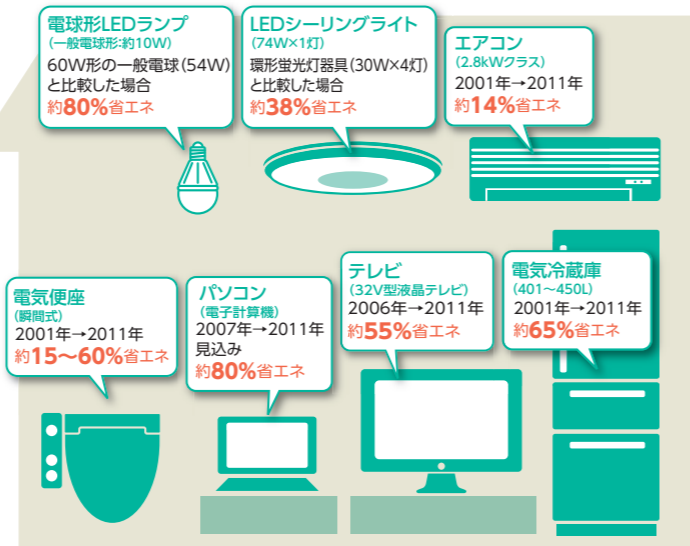 電球形LEDランプ
(一般電球形:約10W)
60W形の一般電球(54W)
と比較した場合
約80%省エネ
LEDシーリングライト
(74W×1灯)
環形蛍光灯器具(30W×4灯)
と比較した場合
約38%省エネ
エアコン
(2.8kWクラス)
2001年→2011年
約14%省エネ
電気便座
(瞬間式)
2001年→2011年
約15〜60%省エネ
パソコン
(電子計算機)
2007年→2011年
見込み
約80%省エネ
テレビ
(32V型液晶テレビ)
2006年→2011年
約55%省エネ
電気冷蔵庫
(401〜450L)
2001年→2011年
約65%省エネ